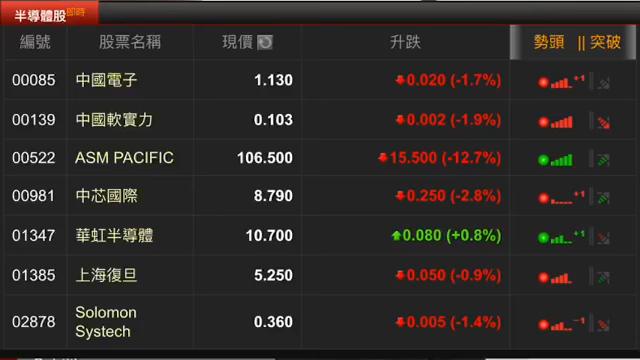 半導體股即時
編號 股票名稱 現價 升跌 勢頭 || 突破
00085 中國電子 1.130 0.020 (-1.7%) +1
00139 中國軟實力 0.103 0.002 (-1.9%)
00522 ASM PACIFIC 106.500 15.500 (-12.7%)
00981 中芯國際 8.790 0.250 (-2.8%) +1
01347 華虹半導體 10.700 0.080 (+0.8%) +1
01385 上海復旦 5.250 0.050 (-0.9%)
02878 Solomon Systech 0.360 0.005 (-1.4%) -1